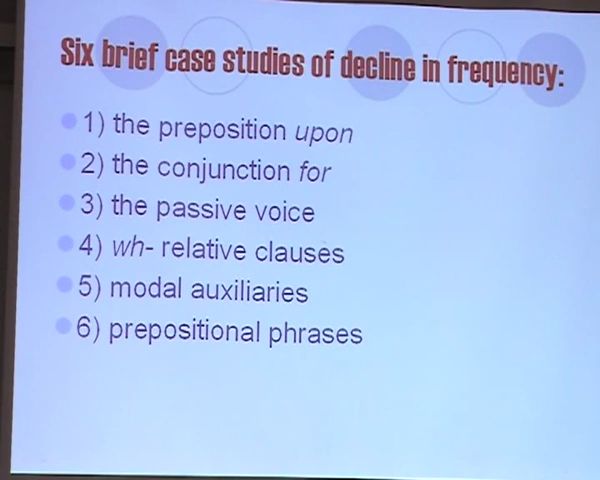 Six brief case studies of decline in frequency:
1) the preposition upon
2) the conjunction for
3) the passive voice
4) wh- relative clauses
5) modal auxiliaries
6) prepositional phrases